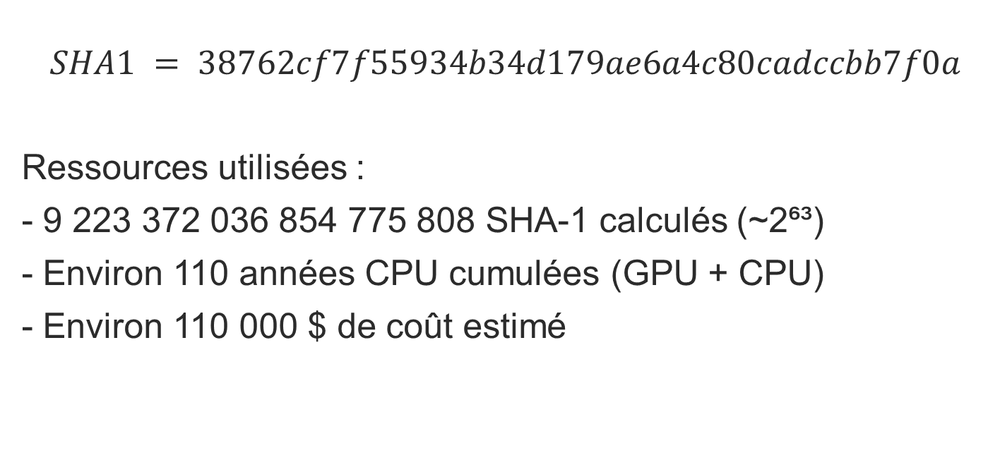 SHA1 = 38762cf7f55934b34d179ae6a4c80cadccbb7f0a
Ressources utilisées :
- 9 223 372 036 854 775 808 SHA-1 calculés (~2⁶³)
- Environ 110 années CPU cumulées (GPU + CPU)
- Environ 110 000 $ de coût estimé